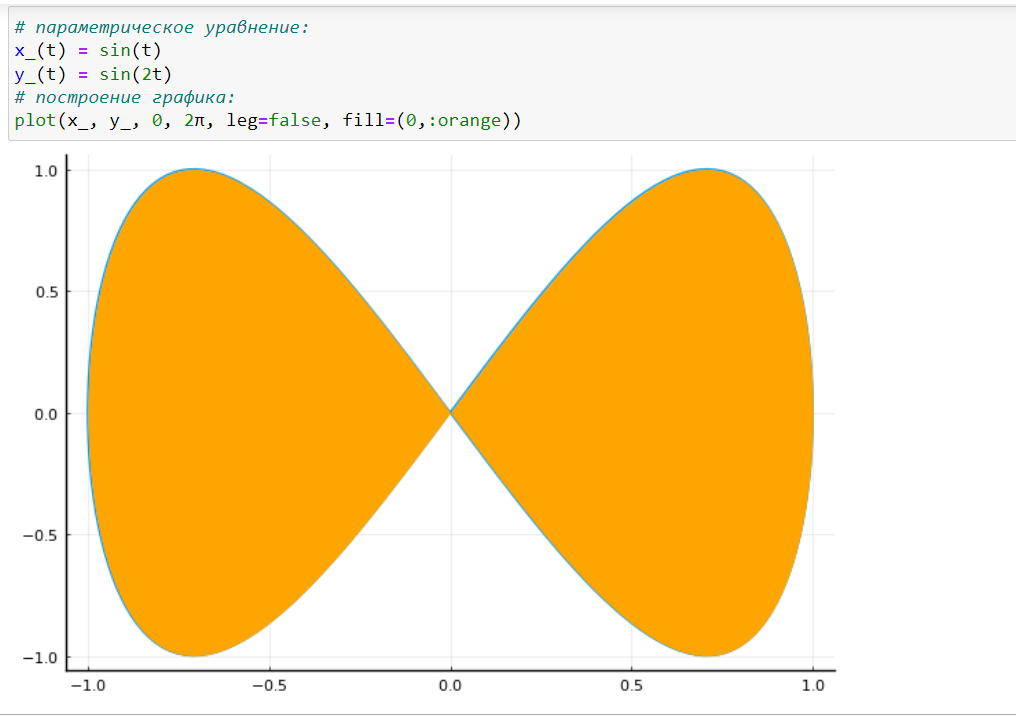 # параметрическое уравнение:
x_(t) = sin(t)
y_(t) = sin(2t)
# построение графика:
plot(x_, y_, 0, 2π, leg=false, fill=(0,:orange))
1.0
0.5
0.0
−0.5
−1.0
−1.0 −0.5 0.0 0.5 1.0